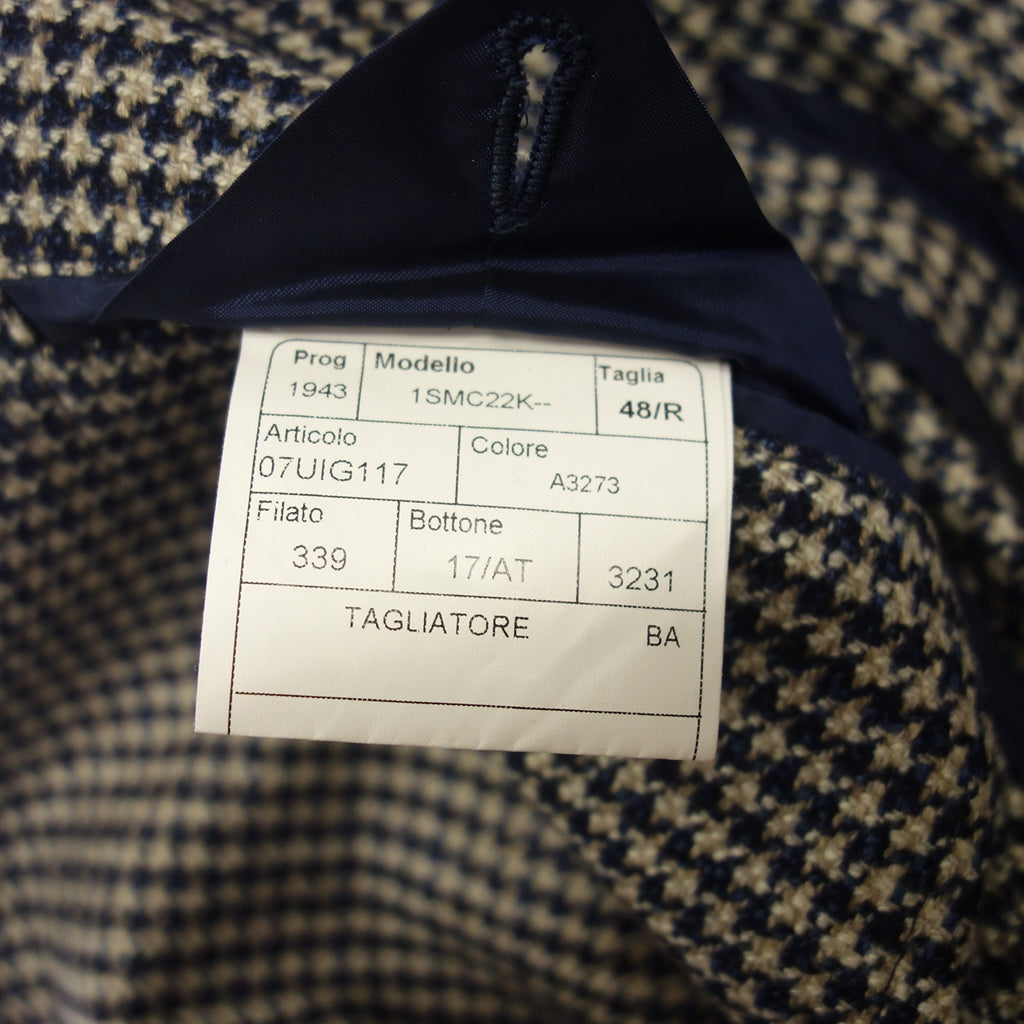 Prog Modello Taglia
1943 1SMC22K-- 48/R
Articolo Colore
07UIG117 A3273
Filato Bottone
339 17/AT 3231
TAGLIATORE BA